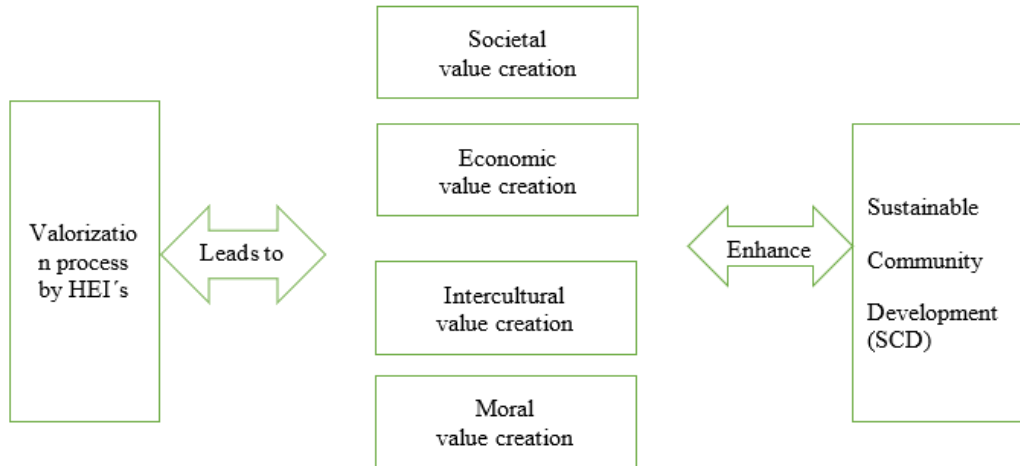 Societal
value creation
Economic
value creation
Valorizatio
n process
by HEI´s
Leads to
Intercultural
value creation
Moral
value creation
Enhance
Sustainable
Community
Development
(SCD)